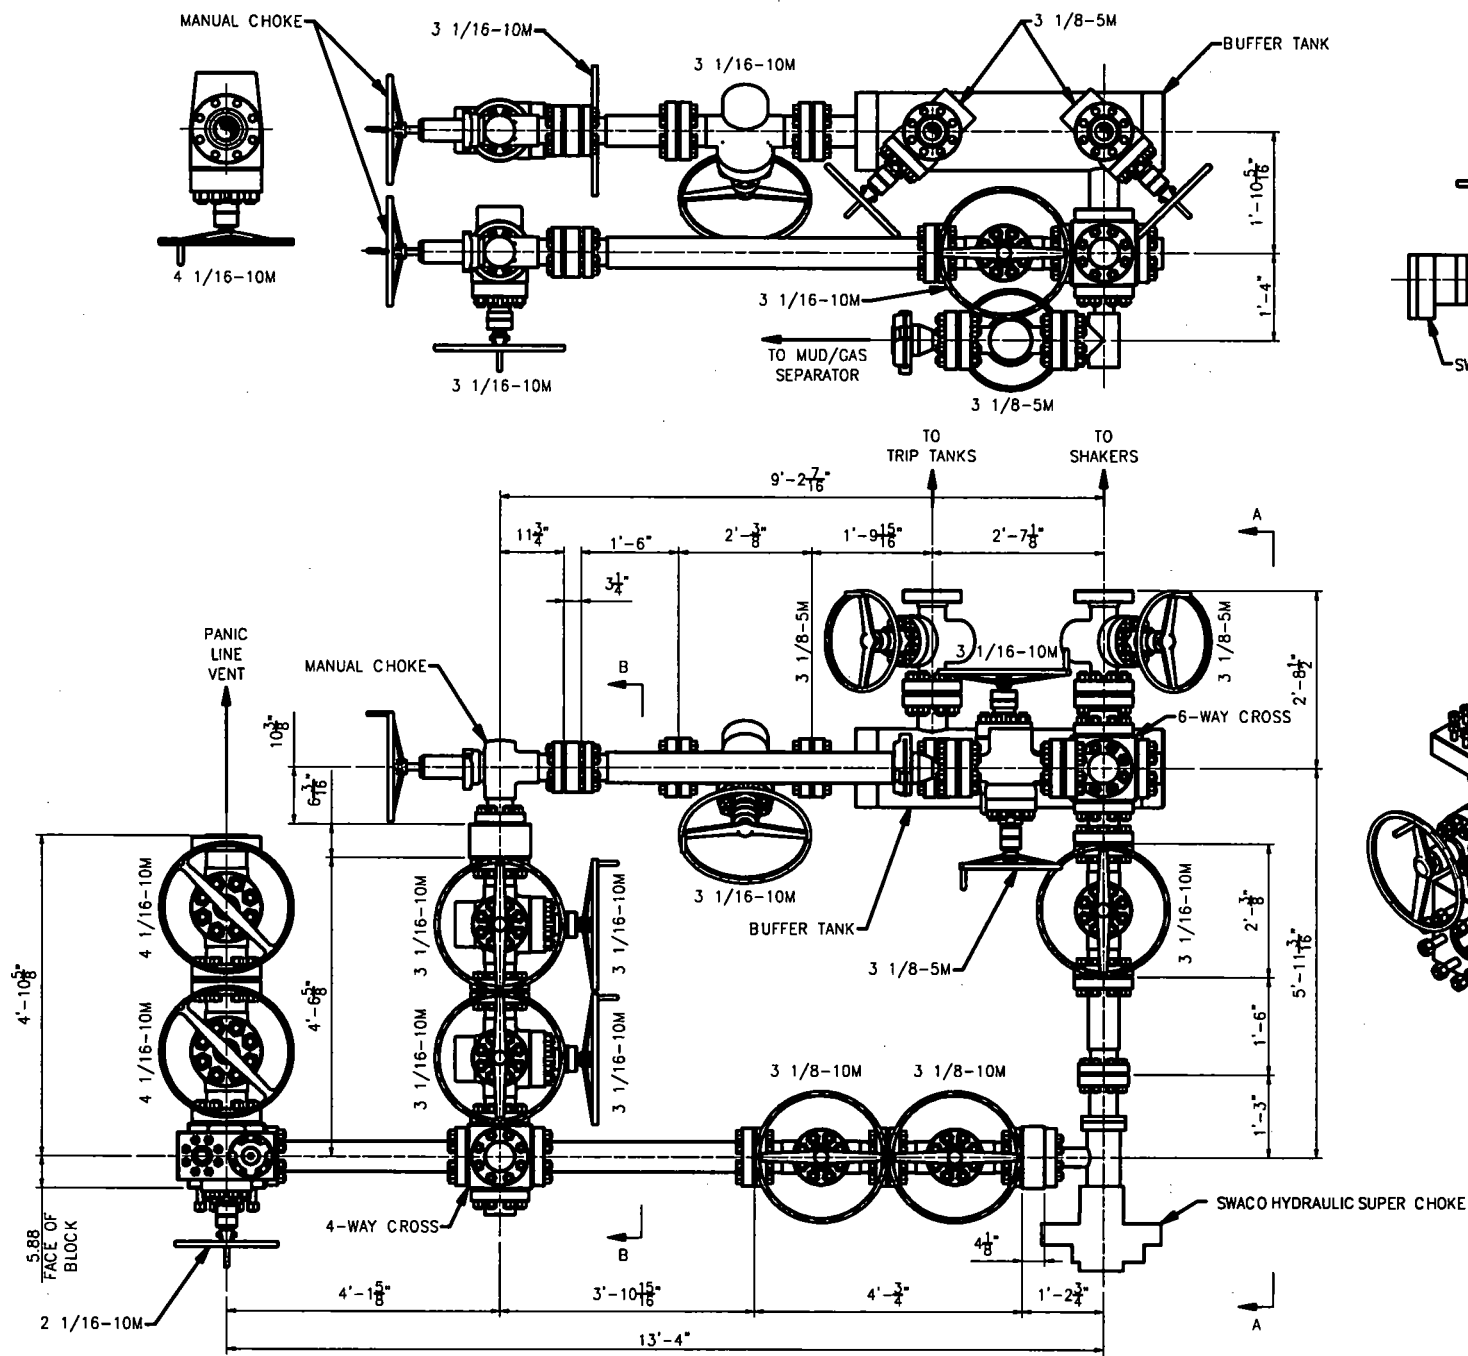 MANUAL CHOKE
3 1/16-10M
3 1/16-10M
3 1/8-5M
BUFFER TANK
4 1/16-10M
1'-10 5/16"
1'-4"
3 1/16-10M
TO MUD/GAS
SEPARATOR
3 1/16-10M
3 1/8-5M
TO
TRIP TANKS
TO
SHAKERS
9'-2 7/16"
A
11 3/4"
1'-6"
2'-3/8"
1'-9 15/16"
2'-7 1/8"
3 1/4"
PANIC
LINE
VENT
MANUAL CHOKE
B
3 1/8-5M
3 1/16-10M
3 1/8-5M
2'-8 1/2"
10 3/8"
6-WAY CROSS
6 3/16"
4 1/16-10M
3 1/16-10M
3 1/16-10M
3 1/16-10M
BUFFER TANK
3 1/8-5M
3 1/16-10M
2'-3/8"
5'-11 3/16"
4'-10 5/8"
4'-6 5/8"
4 1/16-10M
3 1/16-10M
3 1/16-10M
3 1/8-10M
3 1/8-10M
1'-6"
1'-3"
4-WAY CROSS
SWACO HYDRAULIC SUPER CHOKE
5.88
FACE OF
BLOCK
B
4 1/8"
2 1/16-10M
4'-1 5/8"
3'-10 15/16"
4'-3/4"
1'-2 3/4"
A
13'-4"